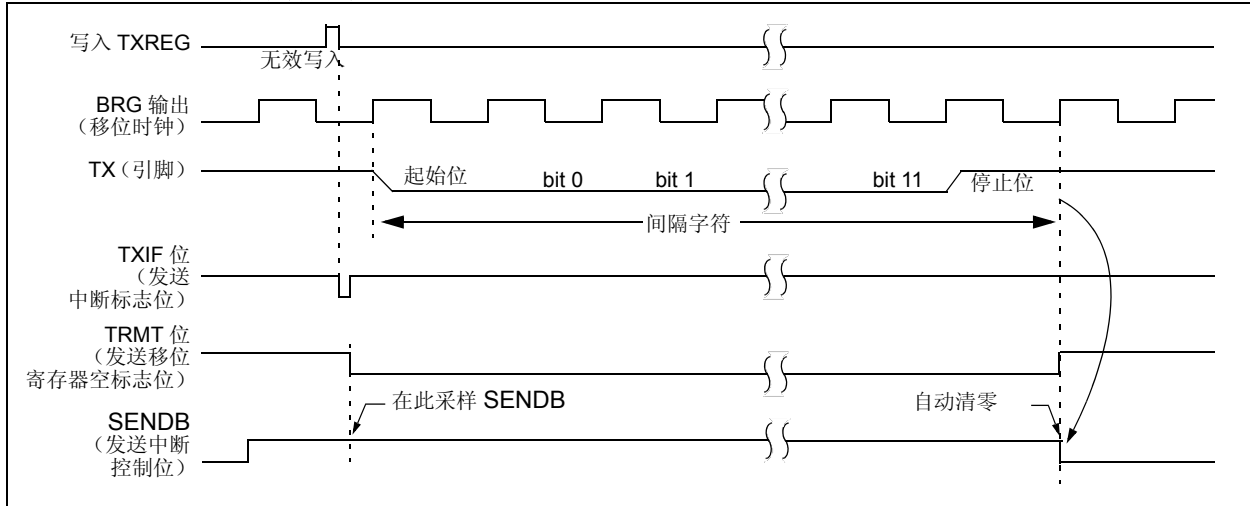 写入 TXREG
无效写入
BRG 输出
（移位时钟）
TX（引脚）
起始位
bit 0
bit 1
bit 11
停止位
间隔字符
TXIF 位
（发送
中断标志位）
TRMT 位
（发送移位
寄存器空标志位）
在此采样 SENDB
自动清零
SENDB
（发送中断
控制位）